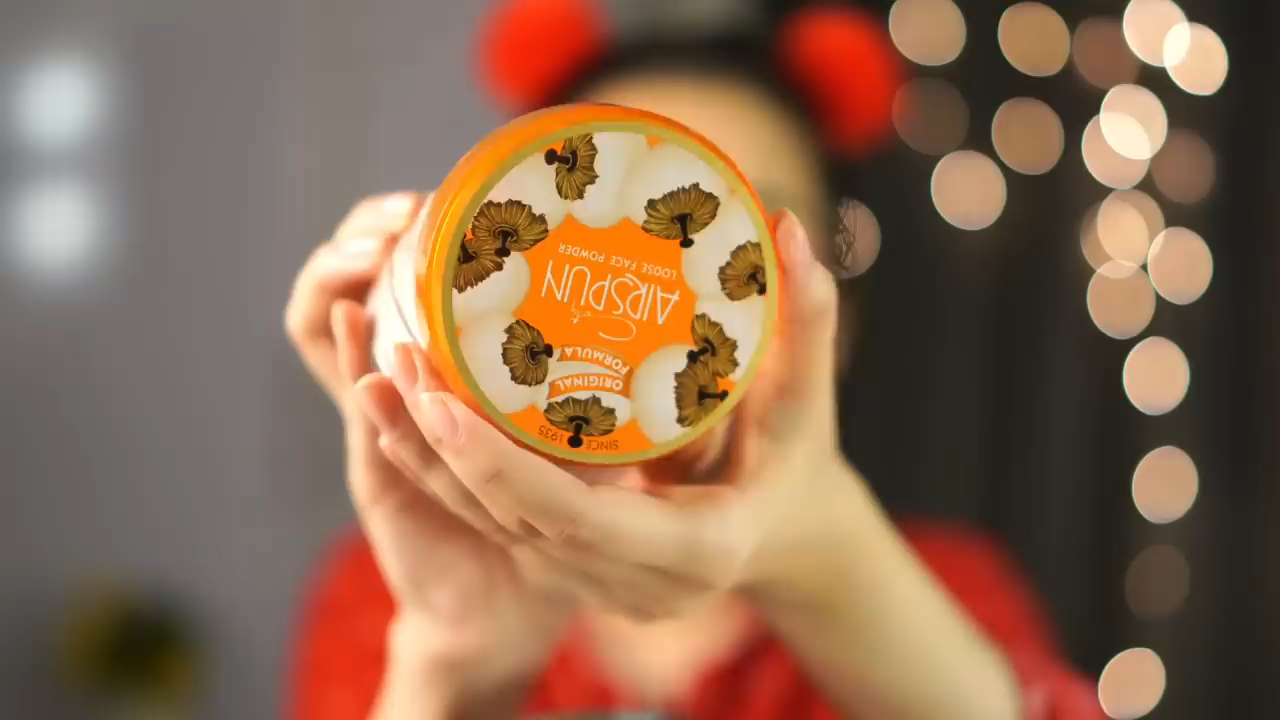 SINCE 1935
ORIGINAL
FORMULA
Coty
AIRSPUN
LOOSE FACE POWDER